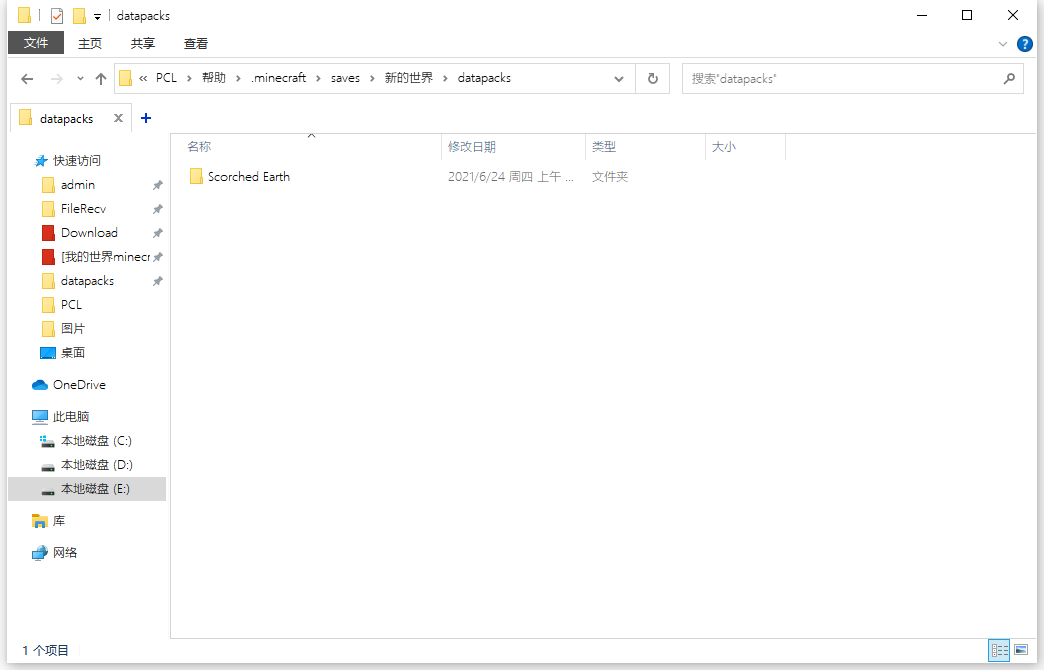 datapacks
文件 主页 共享 查看
« PCL › 帮助 › .minecraft › saves › 新的世界 › datapacks
搜索"datapacks"
datapacks
名称 修改日期 类型 大小
Scorched Earth 2021/6/24 周四 上午 ... 文件夹
快速访问
admin
FileRecv
Download
[我的世界minecr
datapacks
PCL
图片
桌面
OneDrive
此电脑
本地磁盘 (C:)
本地磁盘 (D:)
本地磁盘 (E:)
库
网络
1 个项目